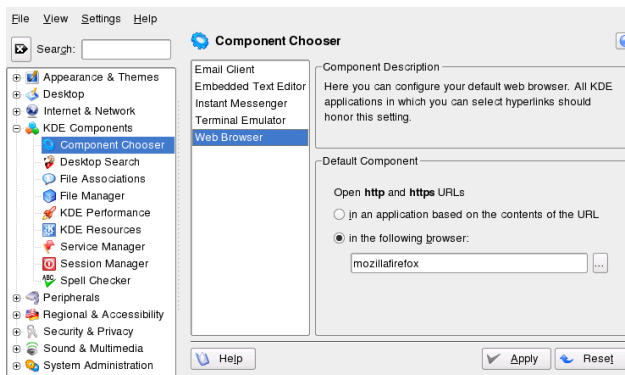 File View Settings Help
Search:
Appearance & Themes
Desktop
Internet & Network
KDE Components
Component Chooser
Desktop Search
File Associations
File Manager
KDE Performance
KDE Resources
Service Manager
Session Manager
Spell Checker
Peripherals
Regional & Accessibility
Security & Privacy
Sound & Multimedia
System Administration
Component Chooser
Email Client
Embedded Text Editor
Instant Messenger
Terminal Emulator
Web Browser
Component Description
Here you can configure your default web browser. All KDE
applications in which you can select hyperlinks should
honor this setting.
Default Component
Open http and https URLs
in an application based on the contents of the URL
in the following browser:
mozillafirefox
...
Help
Apply
Reset